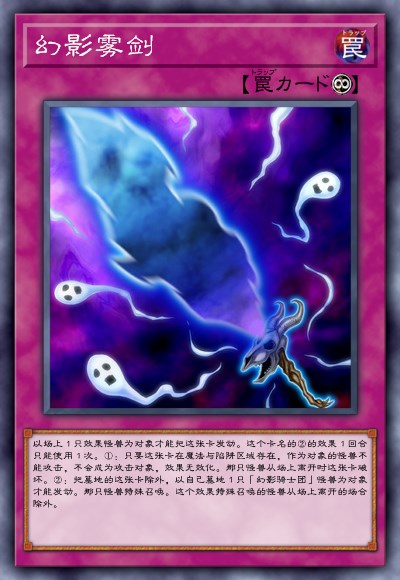 幻影雾剑
トラップ
罠
トラップ
【罠カード】
以场上1只效果怪兽为对象才能把这张卡发动。这个卡名的②的效果1回合
只能使用1次。①：只要这张卡在魔法与陷阱区域存在，作为对象的怪兽不
能攻击，不会成为攻击对象，效果无效化。那只怪兽从场上离开时这张卡破
坏。②：把墓地的这张卡除外，以自己墓地1只「幻影骑士团」怪兽为对象
才能发动。那只怪兽特殊召唤。这个效果特殊召唤的怪兽从场上离开的场合
除外。